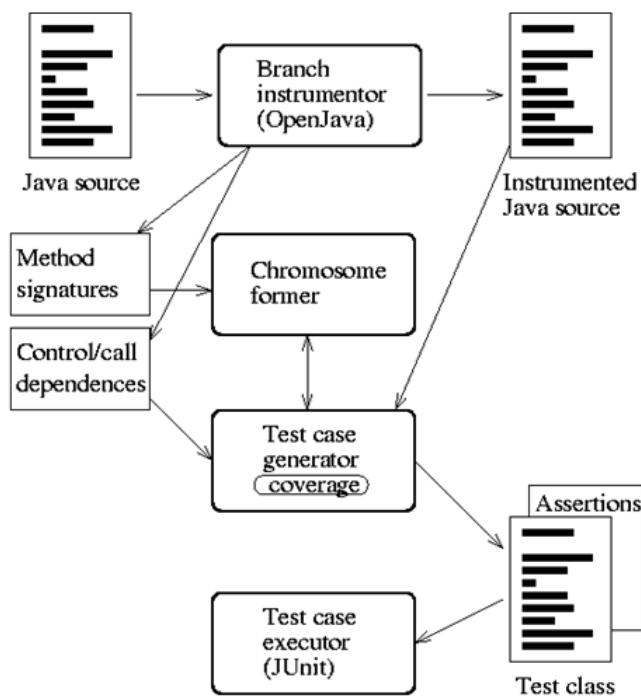 Branch
instrumentor
(OpenJava)
Java source
Instrumented
Java source
Method
signatures
Chromosome
former
Control/call
dependences
Test case
generator
coverage
Assertions
Test case
executor
(JUnit)
Test class